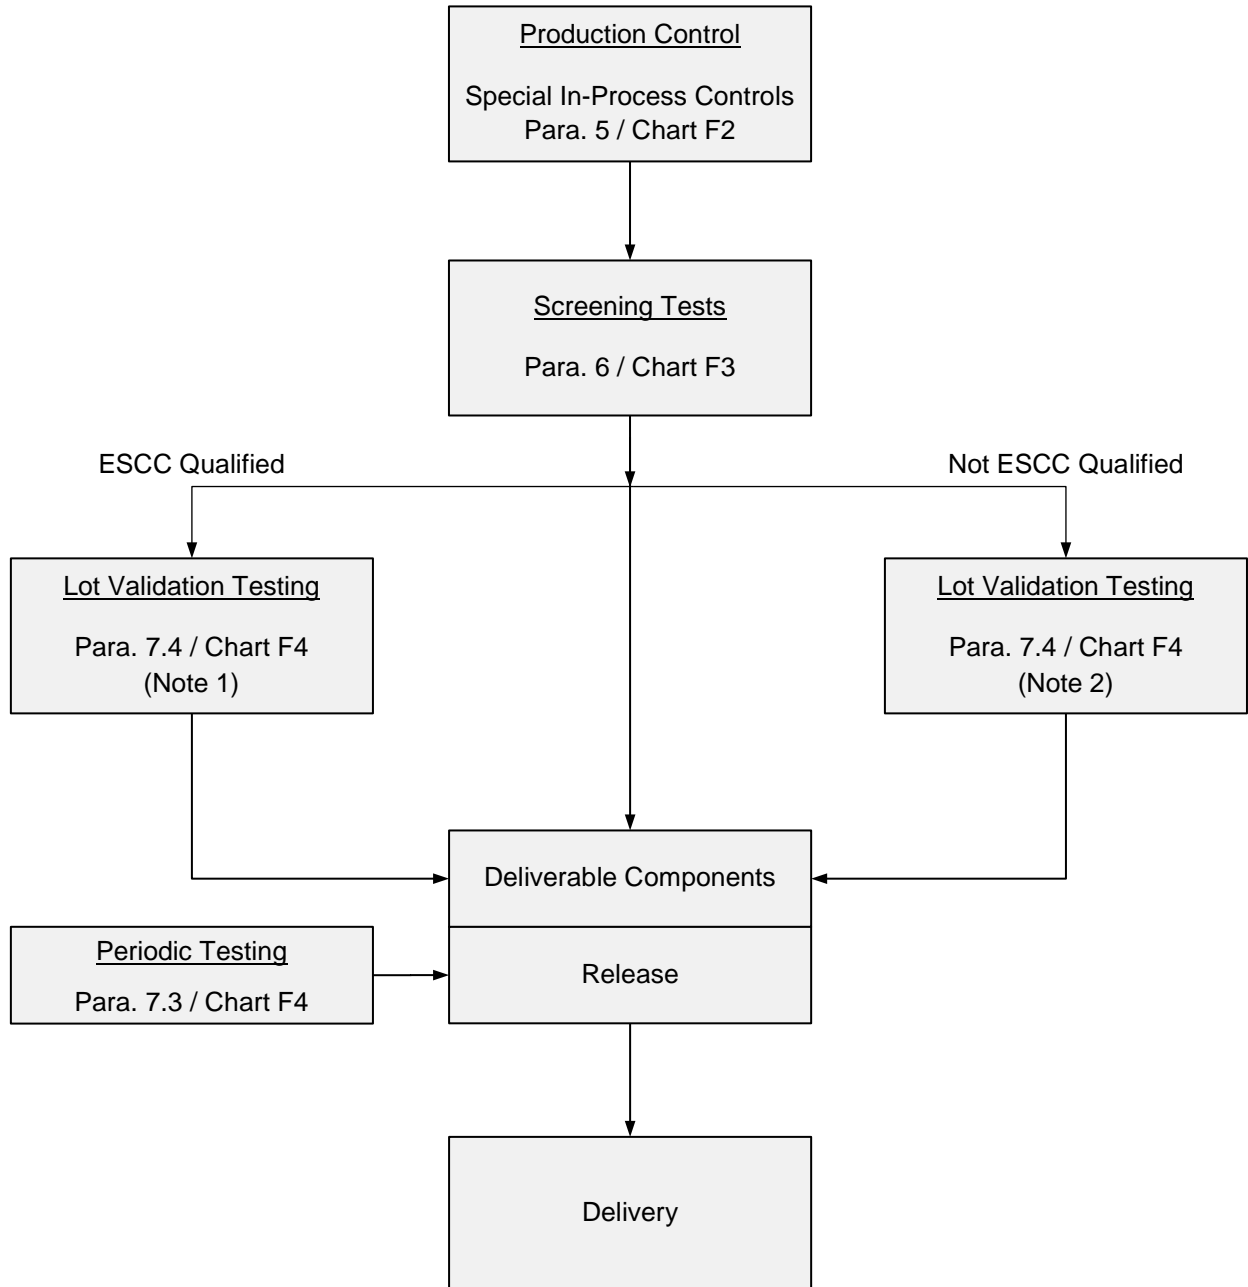 Production Control
Special In-Process Controls
Para. 5 / Chart F2
Screening Tests
Para. 6 / Chart F3
ESCC Qualified
Not ESCC Qualified
Lot Validation Testing
Para. 7.4 / Chart F4
(Note 1)
Lot Validation Testing
Para. 7.4 / Chart F4
(Note 2)
Deliverable Components
Periodic Testing
Para. 7.3 / Chart F4
Release
Delivery